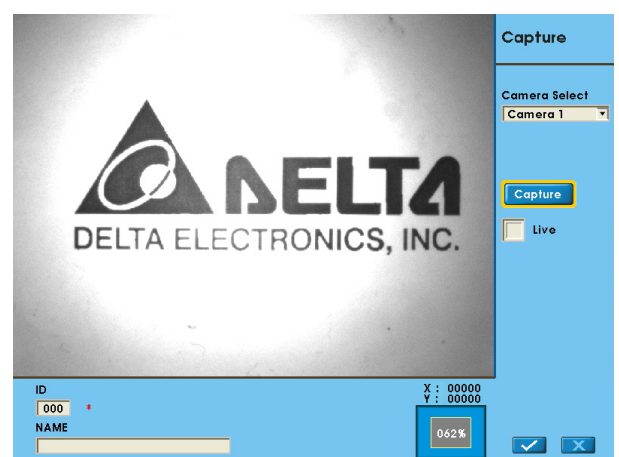 Capture
Camera Select
Camera 1
DELTA
DELTA ELECTRONICS, INC.
Capture
Live
ID
000 *
NAME
X : 00000
Y : 00000
062%